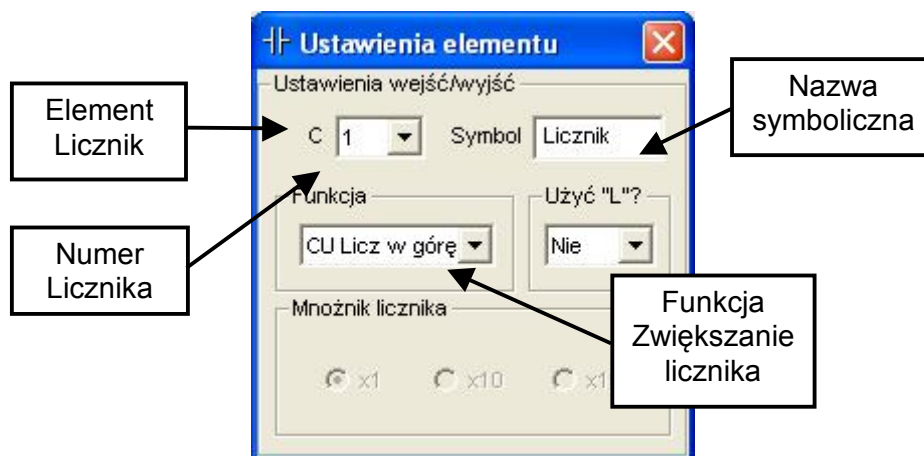 Ustawienia elementu
Ustawienia wejść/wyjść
Element
Licznik
C 1 Symbol Licznik
Nazwa
symboliczna
Funkcja
Użyć "L"?
CU Licz w górę
Nie
Numer
Licznika
Mnożnik licznika
x1 x10
Funkcja
Zwiększanie
licznika